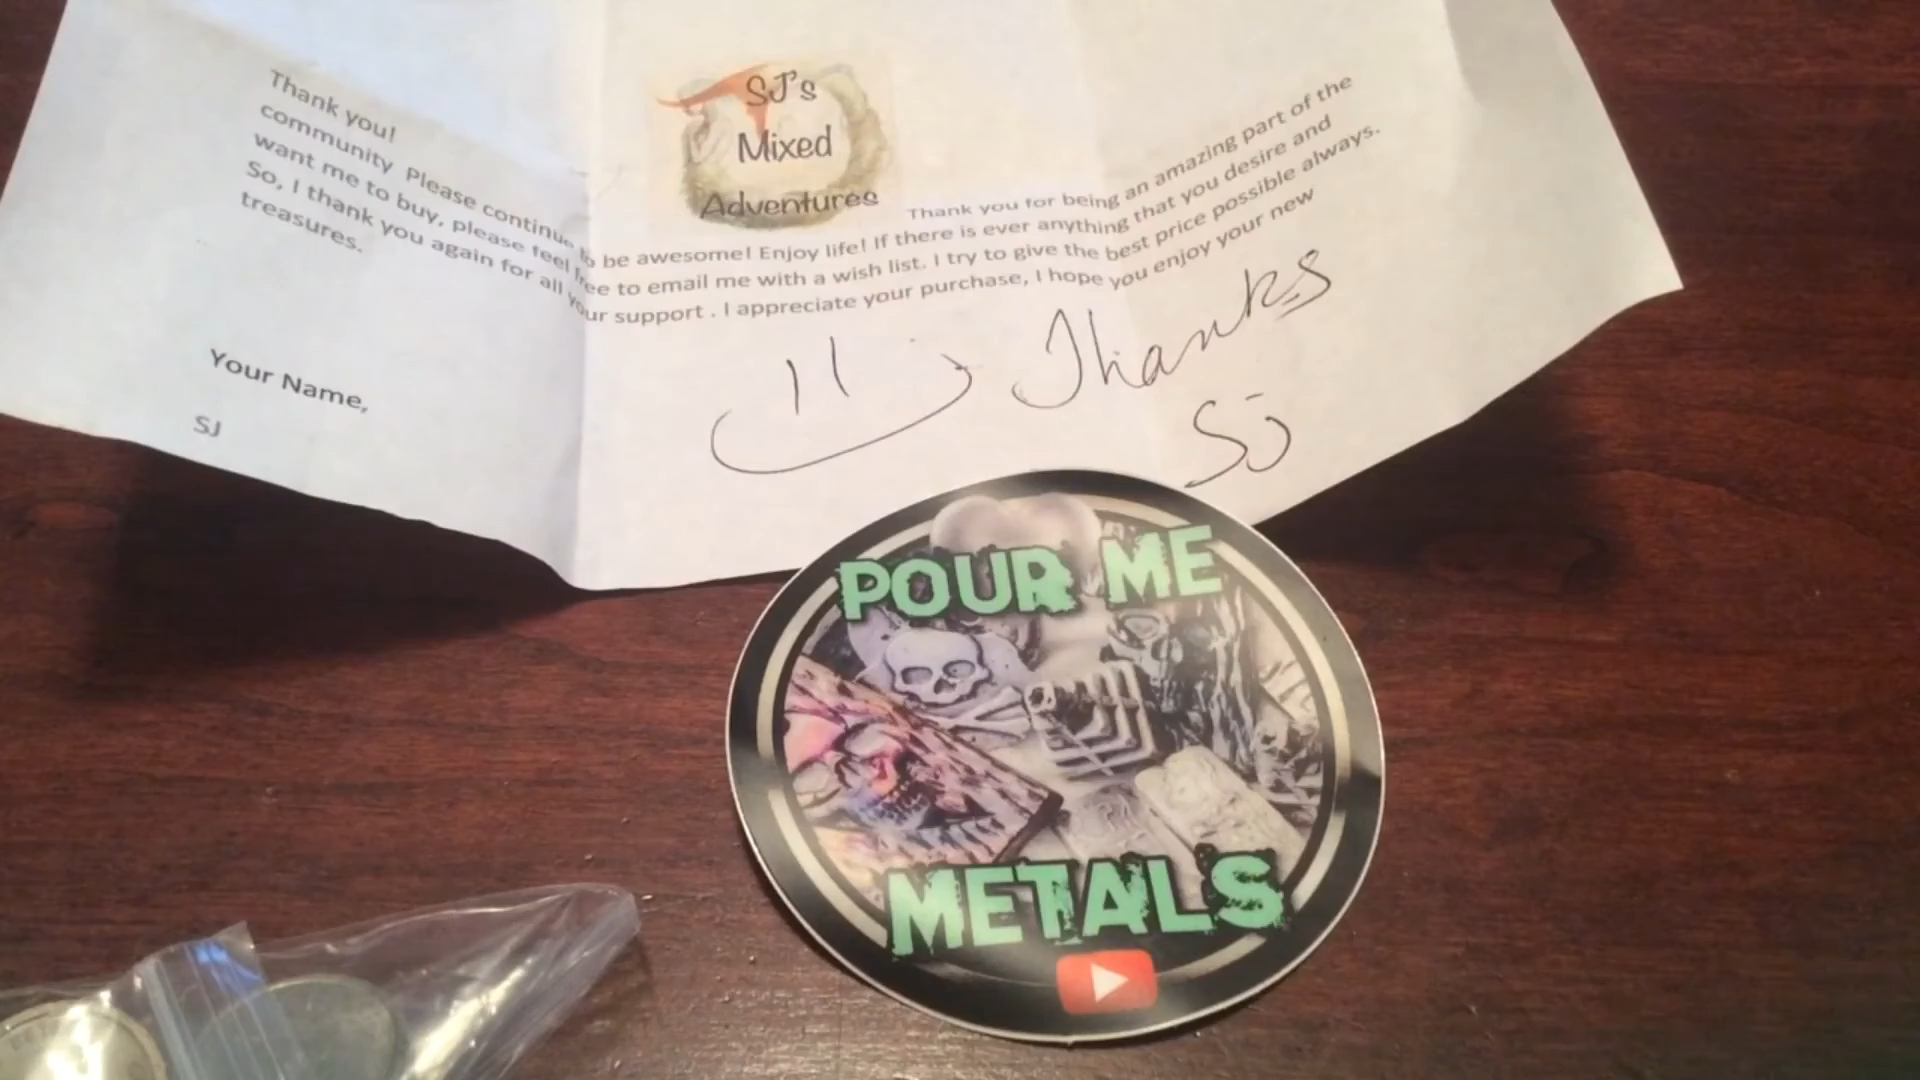 SJ's
Mixed
Adventures
Thank you! Thank you for being an amazing part of the
community Please continue to be awesome! Enjoy life! If there is ever anything that you desire and
want me to buy, please feel free to email me with a wish list. I try to give the best price possible always.
So, I thank you again for all your support . I appreciate your purchase, I hope you enjoy your new
treasures.
Your Name,
SJ
Thanks
SJ
POUR ME
METALS